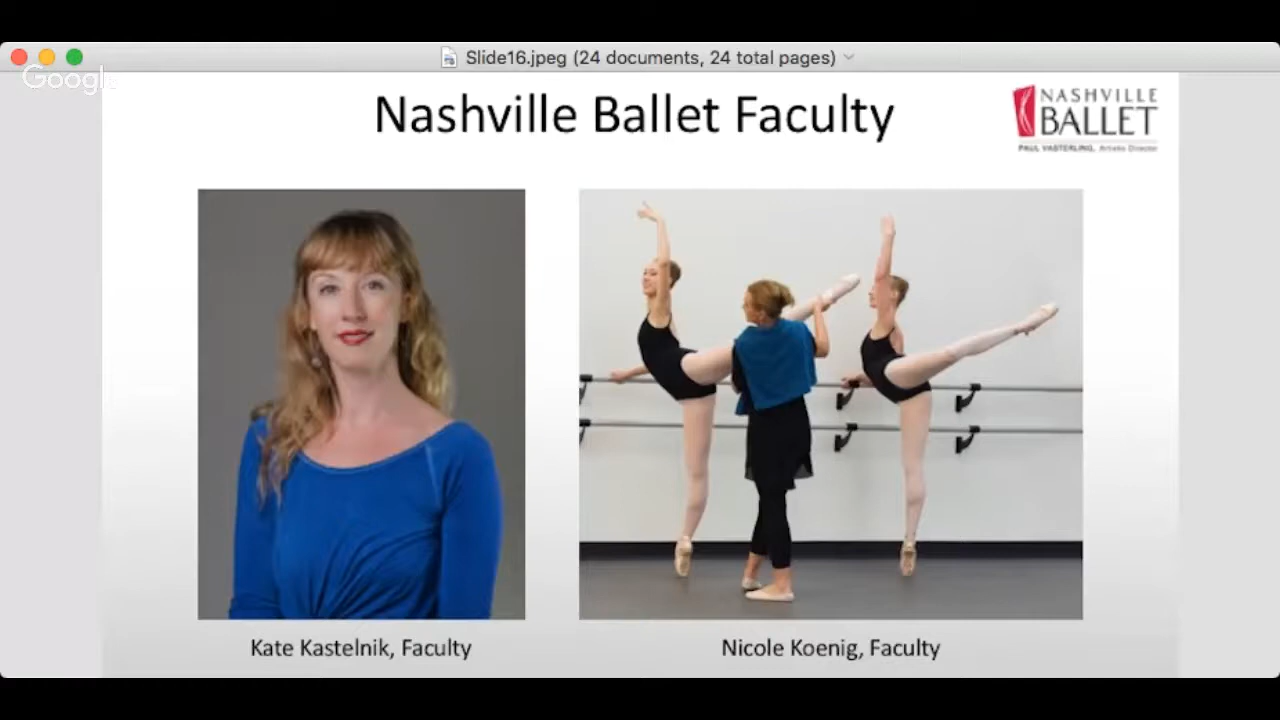 Slide16.jpeg (24 documents, 24 total pages)
Google
Nashville Ballet Faculty
NASHVILLE
BALLET
PAUL VASTERLING, Artistic Director
Kate Kastelnik, Faculty
Nicole Koenig, Faculty